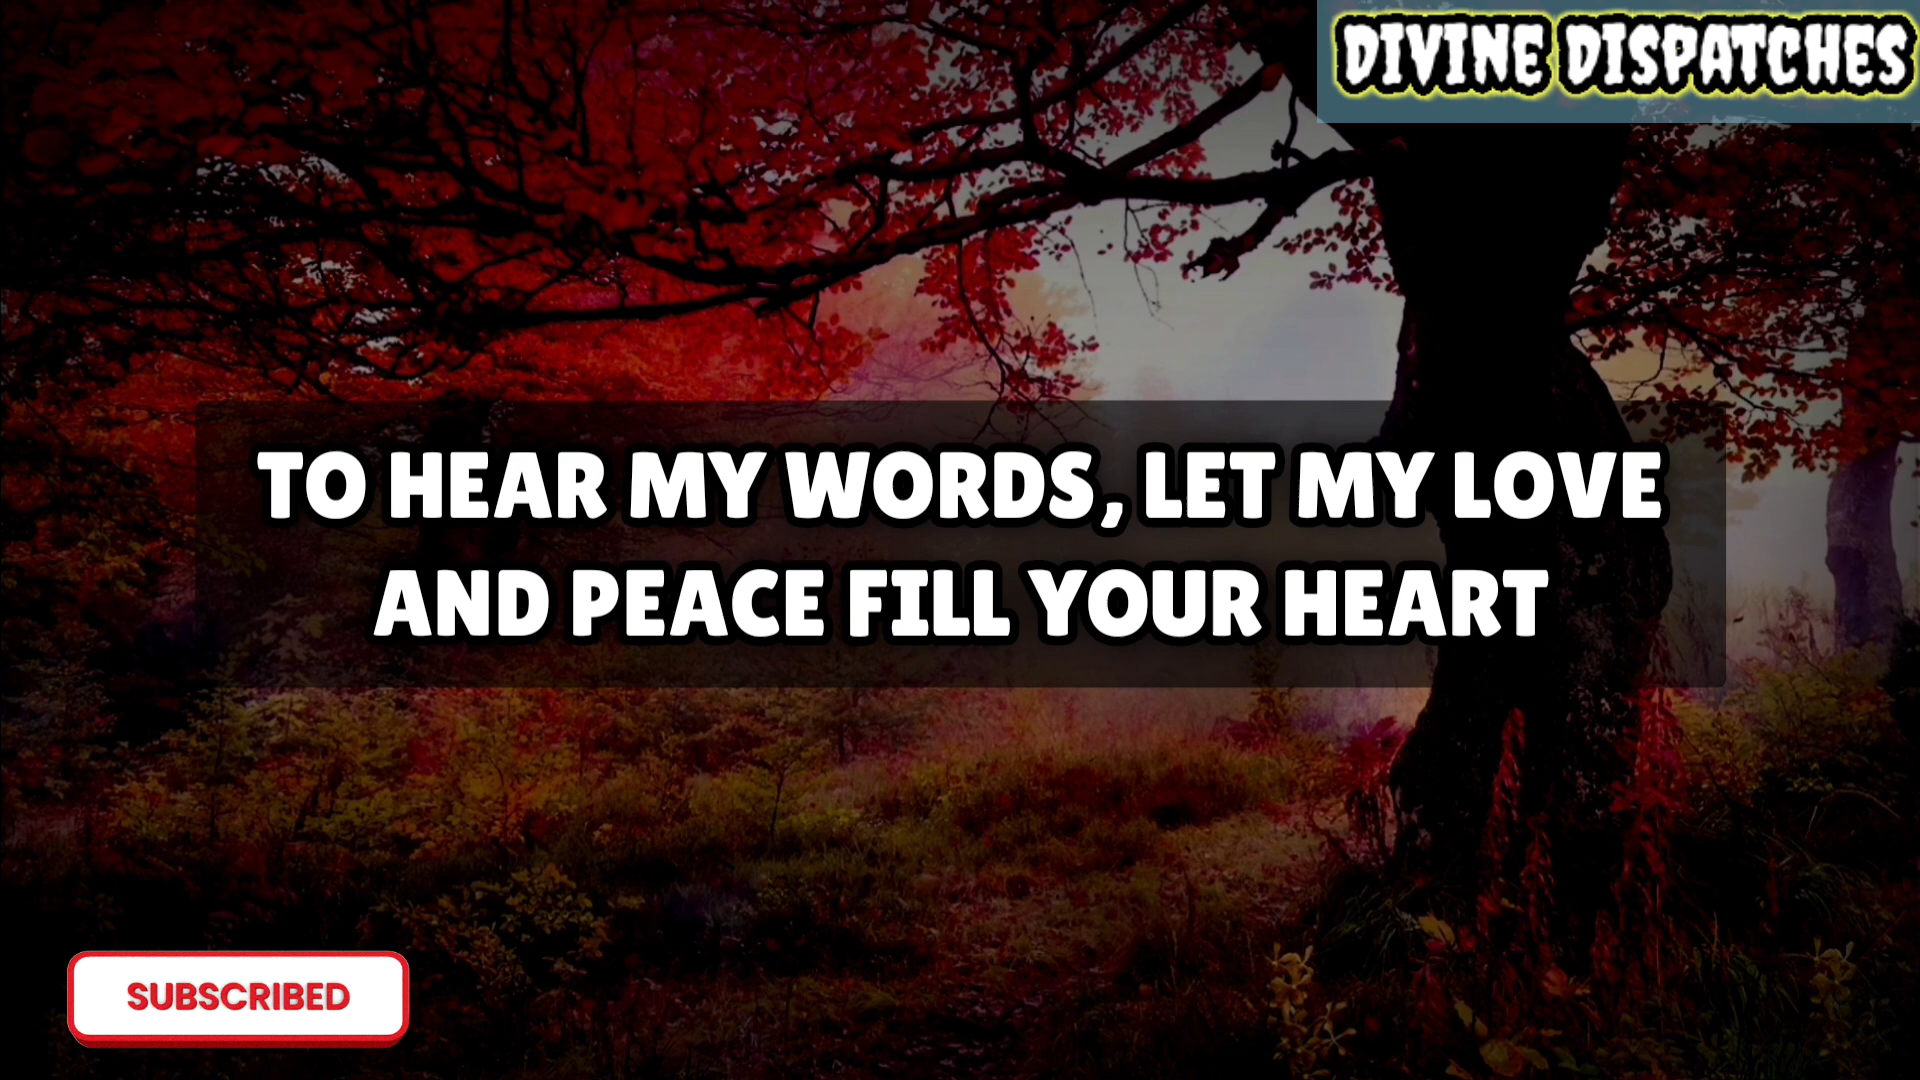 DIVINE DISPATCHES
TO HEAR MY WORDS, LET MY LOVE
AND PEACE FILL YOUR HEART
SUBSCRIBED